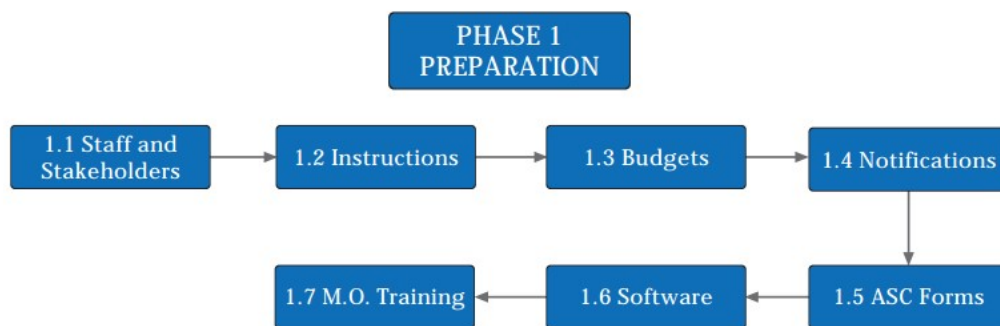 PHASE 1
PREPARATION
1.1 Staff and
Stakeholders
1.2 Instructions
1.3 Budgets
1.4 Notifications
1.5 ASC Forms
1.6 Software
1.7 M.O. Training